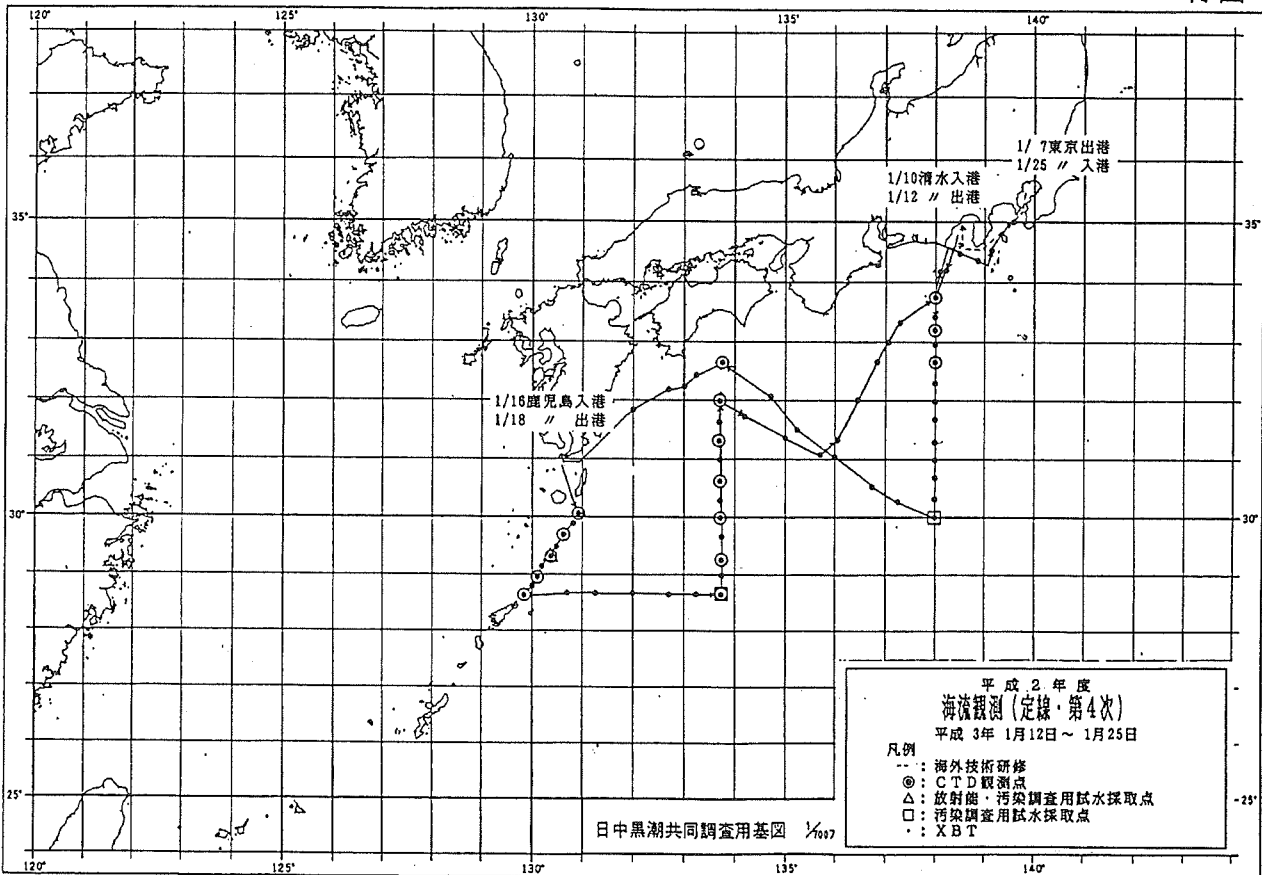 120°
125°
130°
135°
140°
1/ 7東京出港
1/25 〃 入港
1/10清水入港
1/12 〃 出港
35°
1/16鹿児島入港
1/18 〃 出港
30°
30°
平成2年度
海流観測(定線・第4次)
平成 3年 1月12日~ 1月25日
凡例
--: 海外技術研修
◎: CTD観測点
△: 放射能・汚染調査用試水採取点
□: 汚染調査用試水採取点
・: XBT
25°
25°
日中黒潮共同調査用基図
120°
130°
135°
140°